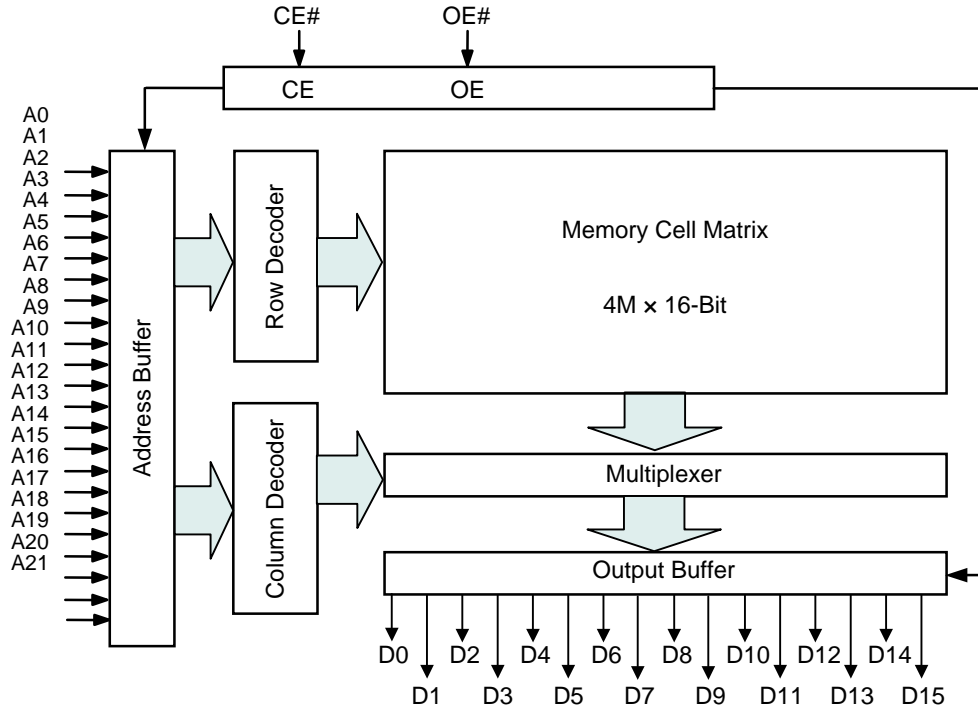 CE#
OE#
CE
OE
A0
A1
A2
A3
A4
A5
A6
A7
A8
A9
A10
A11
A12
A13
A14
A15
A16
A17
A18
A19
A20
A21
Address Buffer
Row Decoder
Column Decoder
Memory Cell Matrix
4M × 16-Bit
Multiplexer
Output Buffer
D0 D2 D4 D6 D8 D10 D12 D14
D1 D3 D5 D7 D9 D11 D13 D15